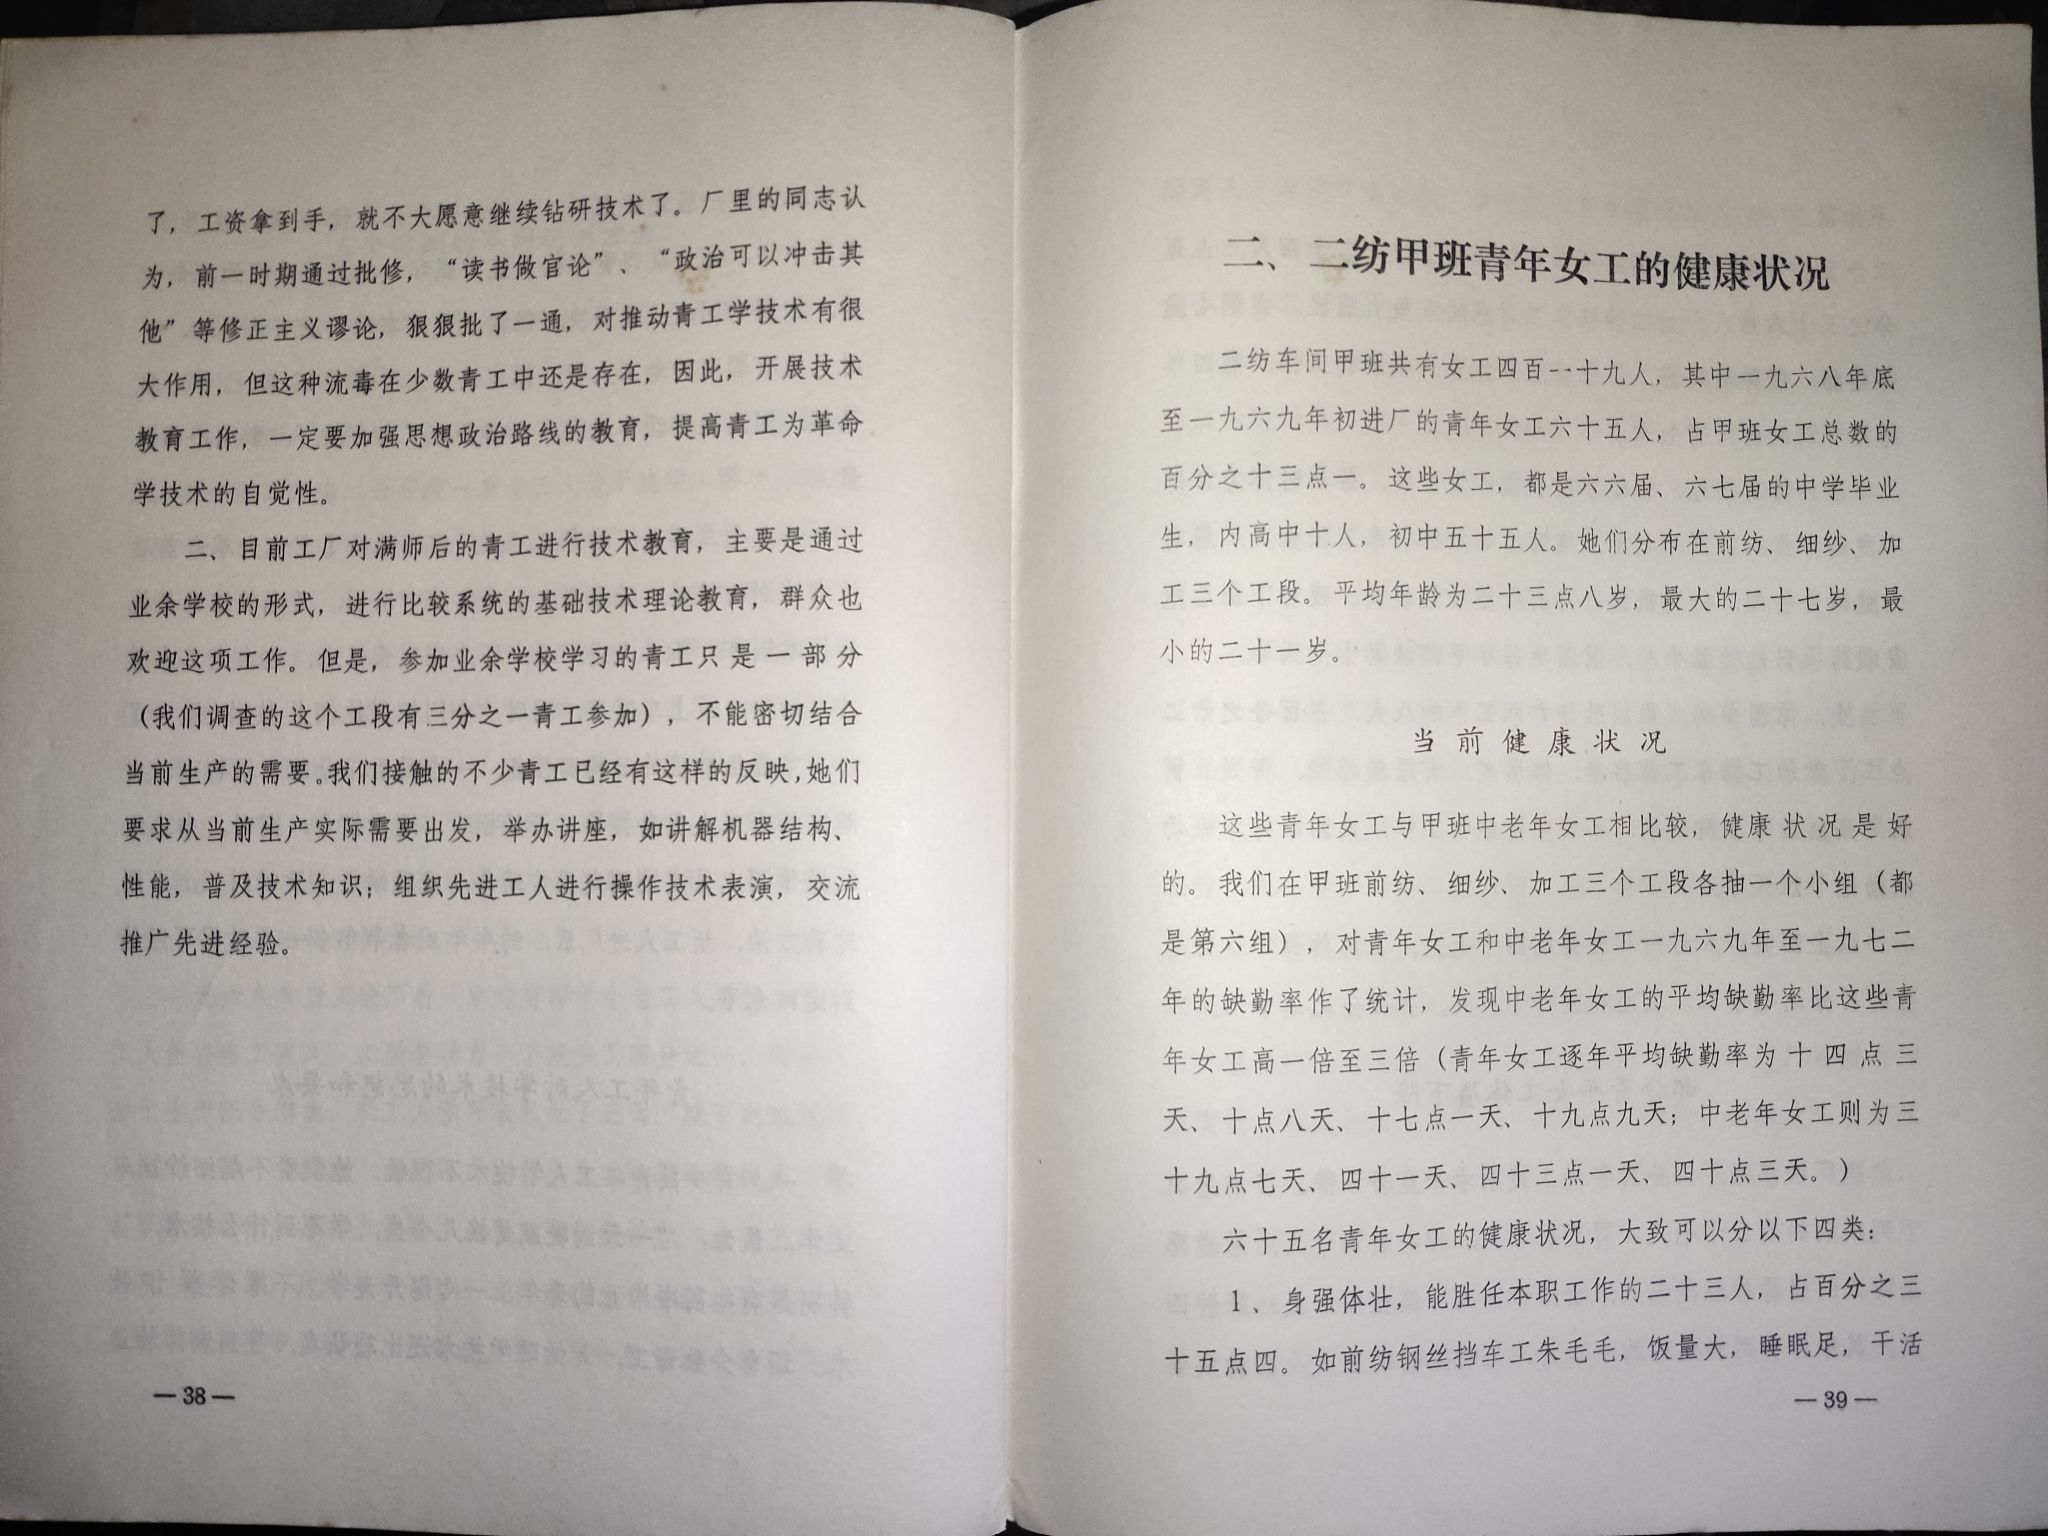 了，工资拿到手，就不大愿意继续钻研技术了。厂里的同志认
为，前一时期通过批修，“读书做官论”、“政治可以冲击其
他”等修正主义谬论，狠狠批了一通，对推动青工学技术有很
大作用，但这种流毒在少数青工中还是存在，因此，开展技术
教育工作，一定要加强思想政治路线的教育，提高青工为革命
学技术的自觉性。
二、目前工厂对满师后的青工进行技术教育，主要是通过
业余学校的形式，进行比较系统的基础技术理论教育，群众也
欢迎这项工作。但是，参加业余学校学习的青工只是一部分
（我们调查的这个工段有三分之一青工参加），不能密切结合
当前生产的需要。我们接触的不少青工已经有这样的反映，她们
要求从当前生产实际需要出发，举办讲座，如讲解机器结构、
性能，普及技术知识；组织先进工人进行操作技术表演，交流
推广先进经验。
—38—
二、二纺甲班青年女工的健康状况
二纺车间甲班共有女工四百一十九人，其中一九六八年底
至一九六九年初进厂的青年女工六十五人，占甲班女工总数的
百分之十三点一。这些女工，都是六六届、六七届的中学毕业
生，内高中十人，初中五十五人。她们分布在前纺、细纱、加
工三个工段。平均年龄为二十三点八岁，最大的二十七岁，最
小的二十一岁。
当前健康状况
这些青年女工与甲班中老年女工相比较，健康状况是好
的。我们在甲班前纺、细纱、加工三个工段各抽一个小组（都
是第六组），对青年女工和中老年女工一九六九年至一九七二
年的缺勤率作了统计，发现中老年女工的平均缺勤率比这些青
年女工高一倍至三倍（青年女工逐年平均缺勤率为十四点三
天、十点八天、十七点一天、十九点九天；中老年女工则为三
十九点七天、四十一天、四十三点一天、四十点三天。）
六十五名青年女工的健康状况，大致可以分以下四类：
1、身强体壮，能胜任本职工作的二十三人，占百分之三
十五点四。如前纺钢丝挡车工朱毛毛，饭量大，睡眠足，干活
—39—